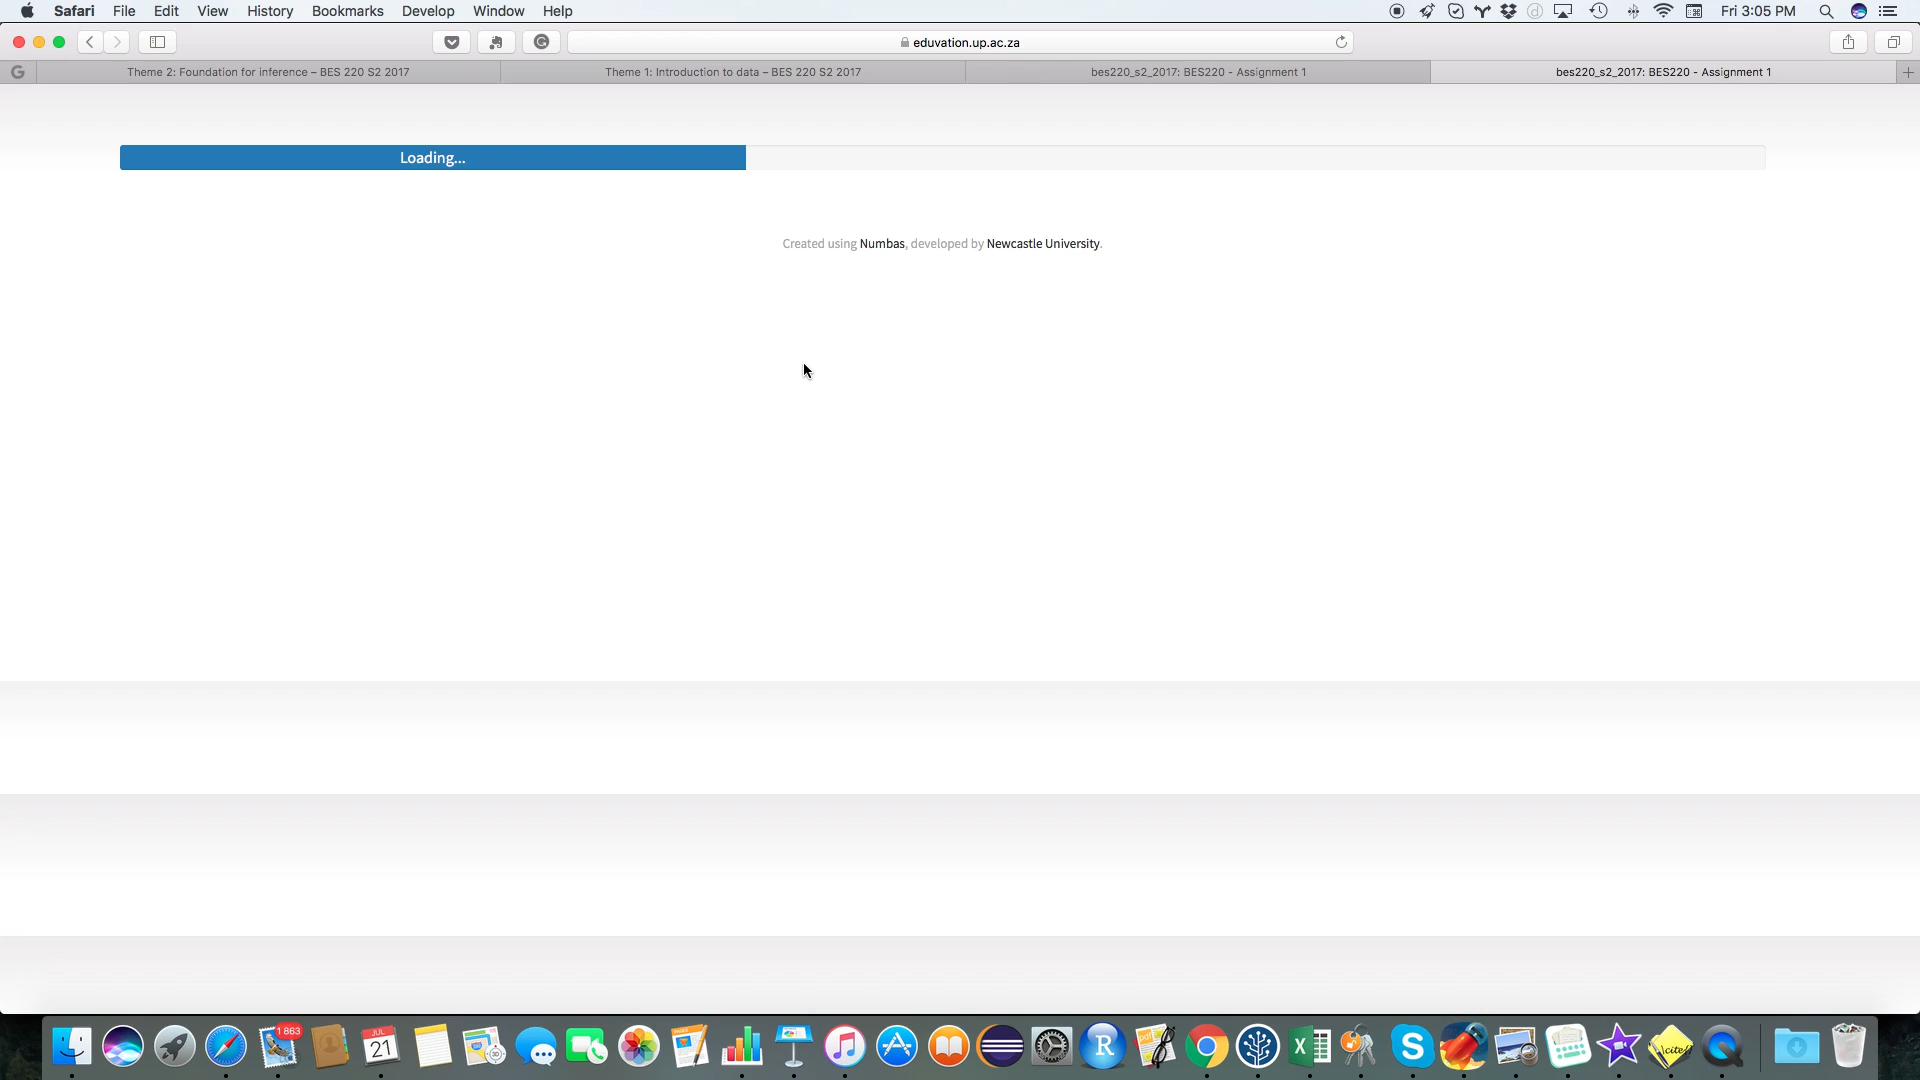 Safari File Edit View History Bookmarks Develop Window Help Fri 3:05 PM
eduvation.up.ac.za
G Theme 2: Foundation for inference – BES 220 S2 2017 Theme 1: Introduction to data – BES 220 S2 2017 bes220_s2_2017: BES220 - Assignment 1 bes220_s2_2017: BES220 - Assignment 1
Loading...
Created using Numbas, developed by Newcastle University.
1 863
JUL
21
PAGES
R
X
S
cite